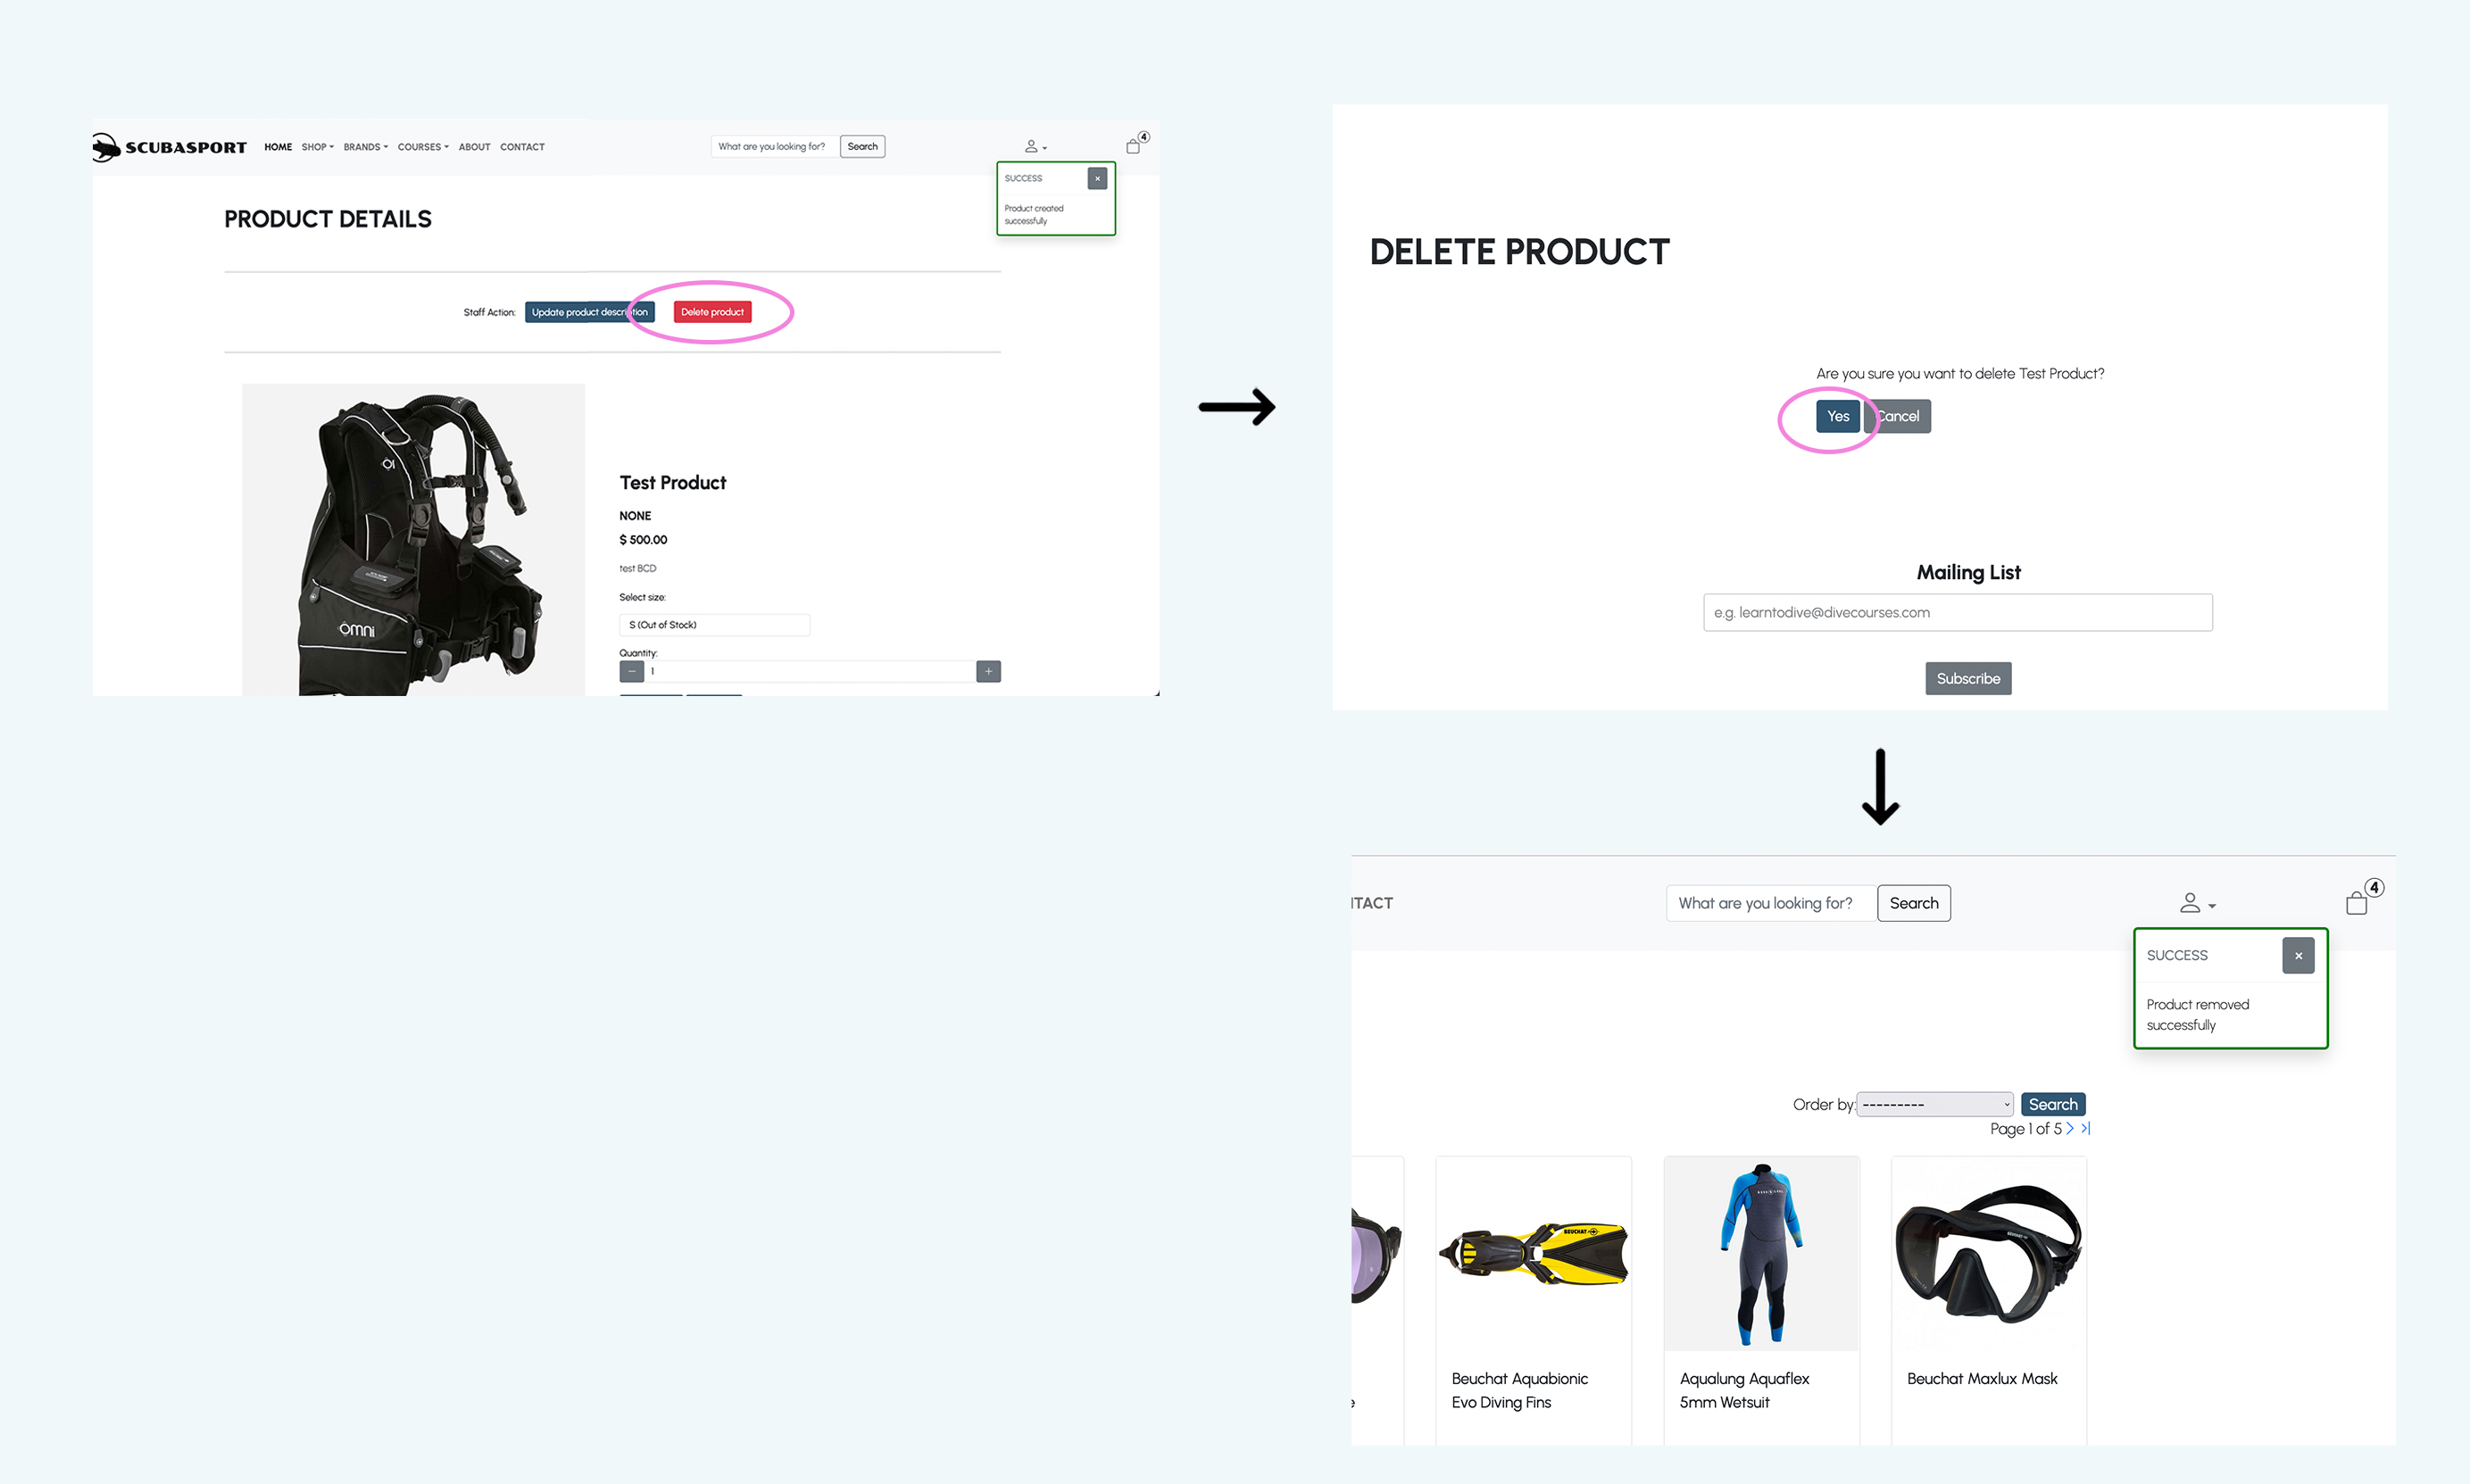 SCUBASPORT HOME SHOP BRANDS COURSES ABOUT CONTACT What are you looking for? Search 4
SUCCESS ×
Product created
successfully
PRODUCT DETAILS
Staff Action: Update product description Delete product
Test Product
NONE
$ 500.00
test BCD
Select size:
S (Out of Stock)
Quantity:
− 1 +
omni
DELETE PRODUCT
Are you sure you want to delete Test Product?
Yes Cancel
Mailing List
e.g. learntodive@divecourses.com
Subscribe
NTACT What are you looking for? Search 4
SUCCESS ×
Product removed
successfully
Order by: --------- Search
Page 1 of 5
BEUCHAT
Beuchat Aquabionic
Evo Diving Fins
Aqualung Aquaflex
5mm Wetsuit
Beuchat Maxlux Mask
e